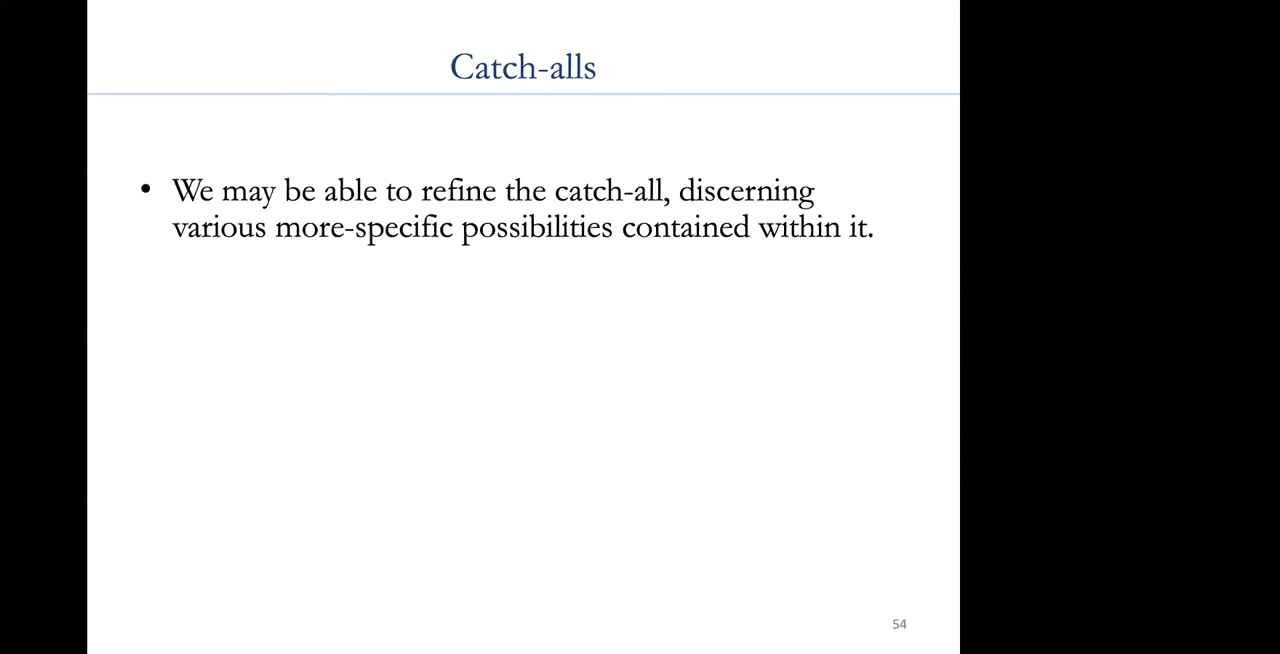 Catch-alls
• We may be able to refine the catch-all, discerning
various more-specific possibilities contained within it.
54